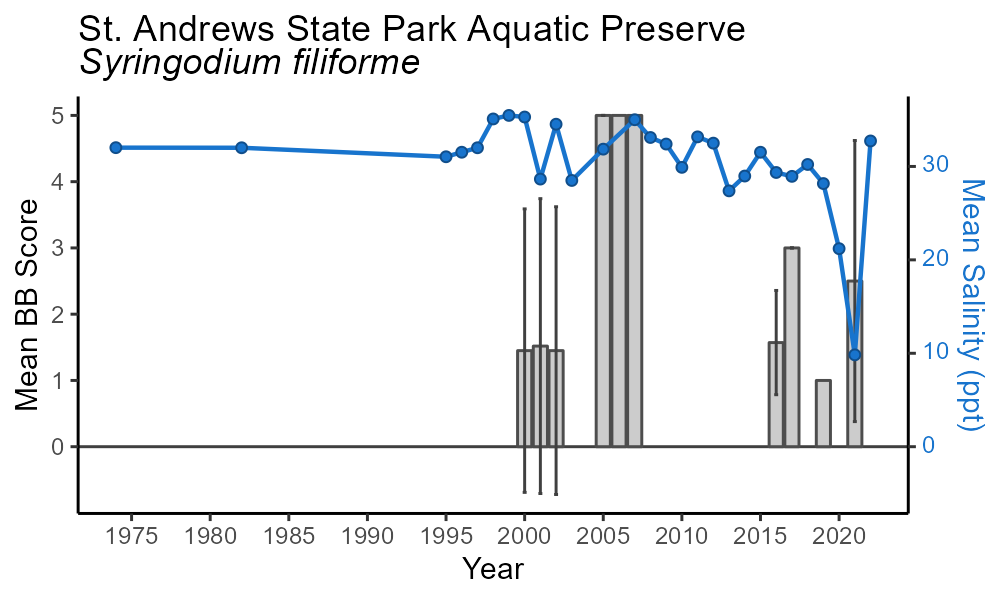 St. Andrews State Park Aquatic Preserve
Syringodium filiforme
Mean BB Score
5
4
3
2
1
0
30
20
10
0
Mean Salinity (ppt)
1975 1980 1985 1990 1995 2000 2005 2010 2015 2020
Year